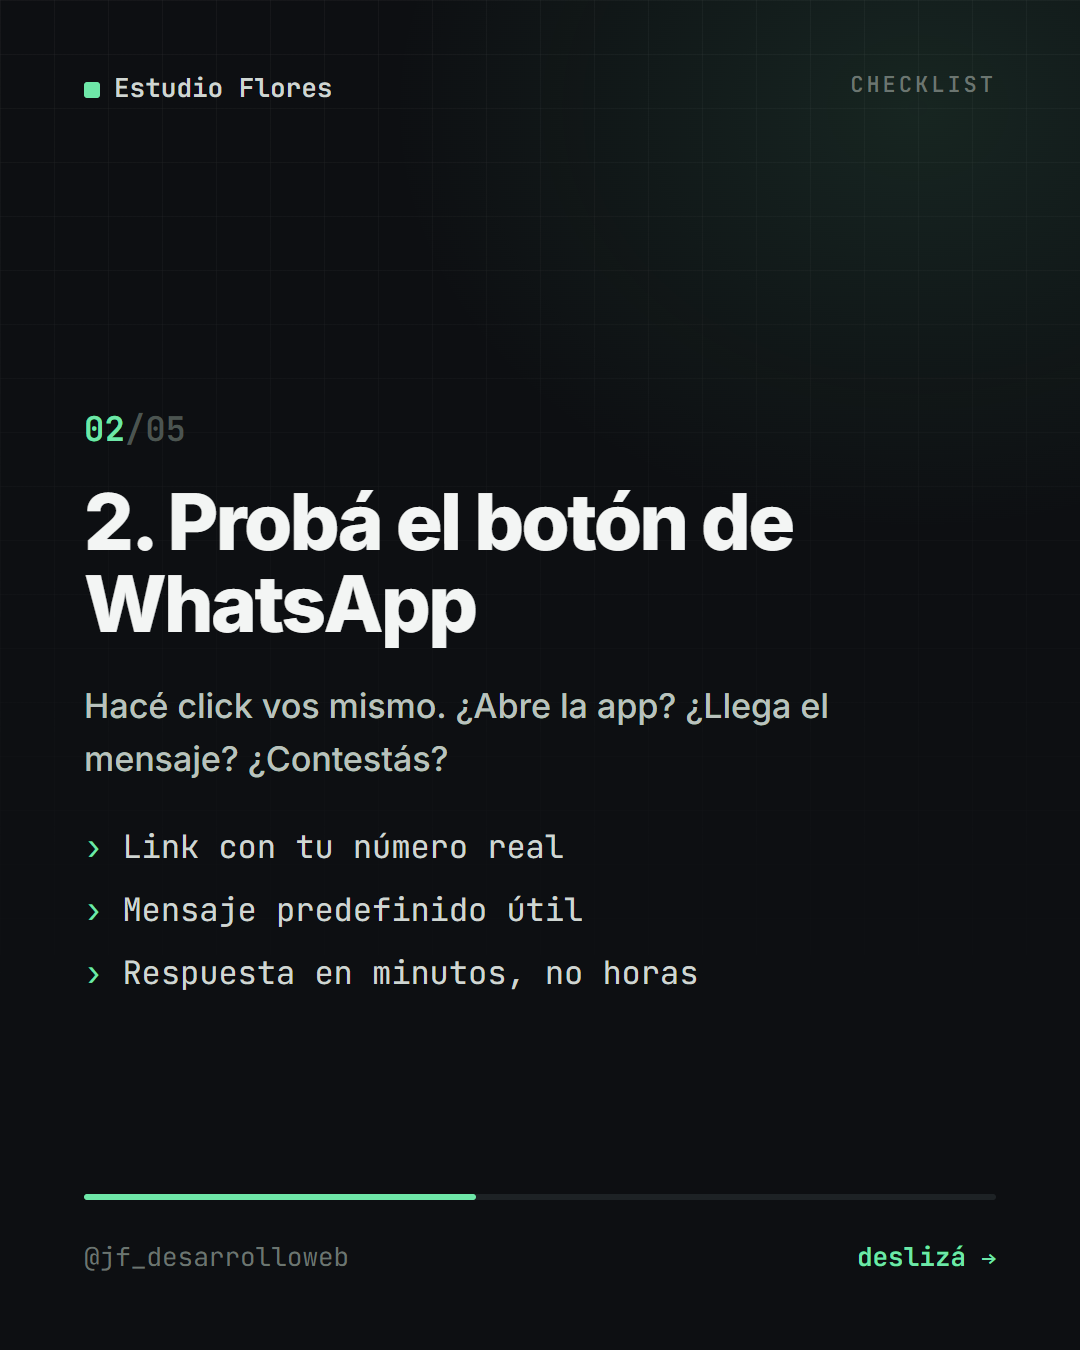 Estudio Flores
CHECKLIST
02/05
2. Probá el botón de
WhatsApp
Hacé click vos mismo. ¿Abre la app? ¿Llega el
mensaje? ¿Contestás?
› Link con tu número real
› Mensaje predefinido útil
› Respuesta en minutos, no horas
@jf_desarrolloweb
deslizá →